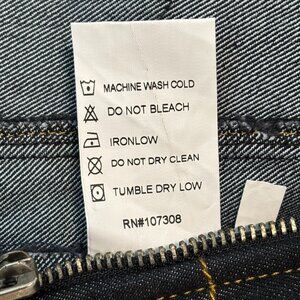 MACHINE WASH COLD
DO NOT BLEACH
IRONLOW
DO NOT DRY CLEAN
TUMBLE DRY LOW
RN#107308